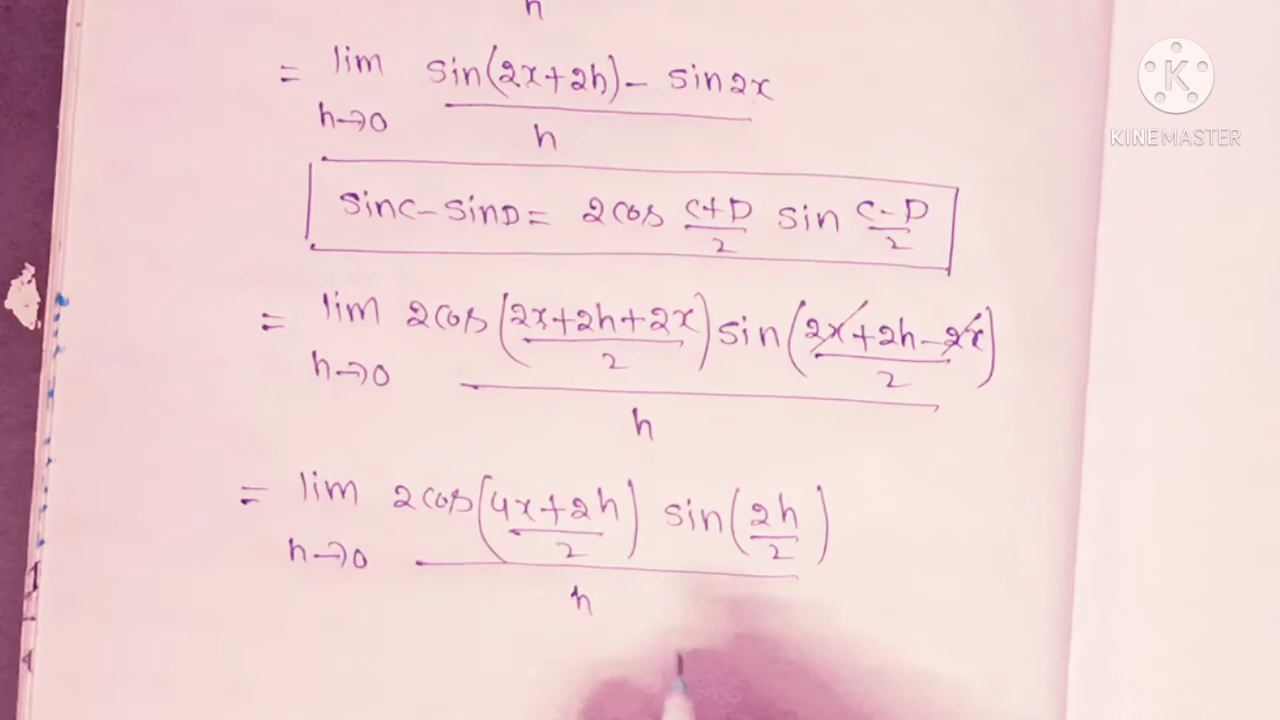 h
= lim sin(2x+2h) - sin2x
h→0 h
sinC - sinD = 2cos C+D/2 sin C-D/2
= lim 2cos(2x+2h+2x/2) sin(2x+2h-2x/2)
h→0 h
= lim 2cos(4x+2h/2) sin(2h/2)
h→0 h
K
KINEMASTER